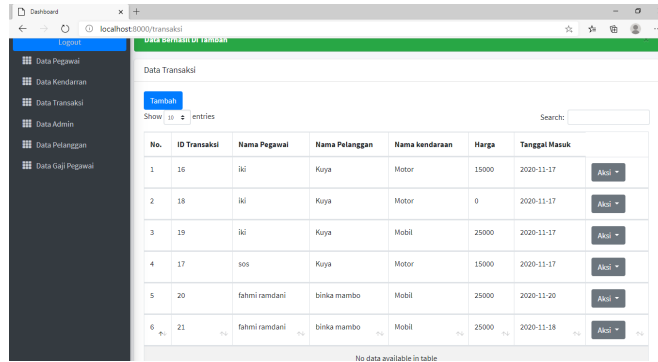 Dashboard
localhost:8000/transaksi
Logout
Data Bernasil Di Tambah
Data Pegawai
Data Kendarran
Data Transaksi
Data Admin
Data Pelanggan
Data Gaji Pegawai
Data Transaksi
Tambah
Show 10 entries
Search:
No. ID Transaksi Nama Pegawai Nama Pelanggan Nama kendaraan Harga Tanggal Masuk
1 16 iki Kuya Motor 15000 2020-11-17 Aksi
2 18 iki Kuya Motor 0 2020-11-17 Aksi
3 19 iki Kuya Mobil 25000 2020-11-17 Aksi
4 17 sos Kuya Motor 15000 2020-11-17 Aksi
5 20 fahmi ramdani binka mambo Mobil 25000 2020-11-20 Aksi
6 21 fahmi ramdani binka mambo Mobil 25000 2020-11-18 Aksi
No data available in table